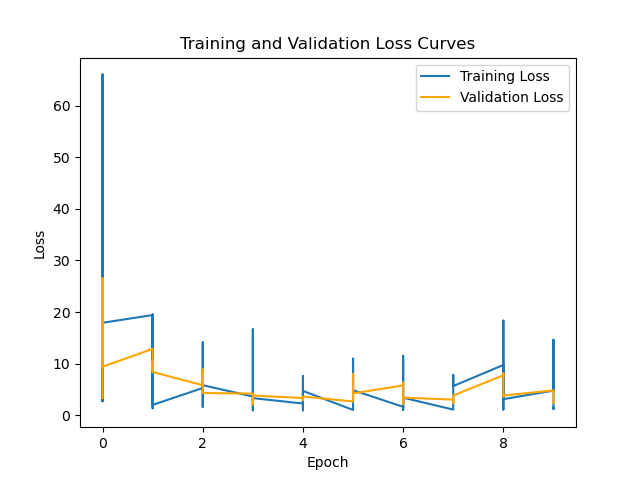 Training and Validation Loss Curves
Training Loss
Validation Loss
60
50
40
30
20
10
0
Loss
0 2 4 6 8
Epoch